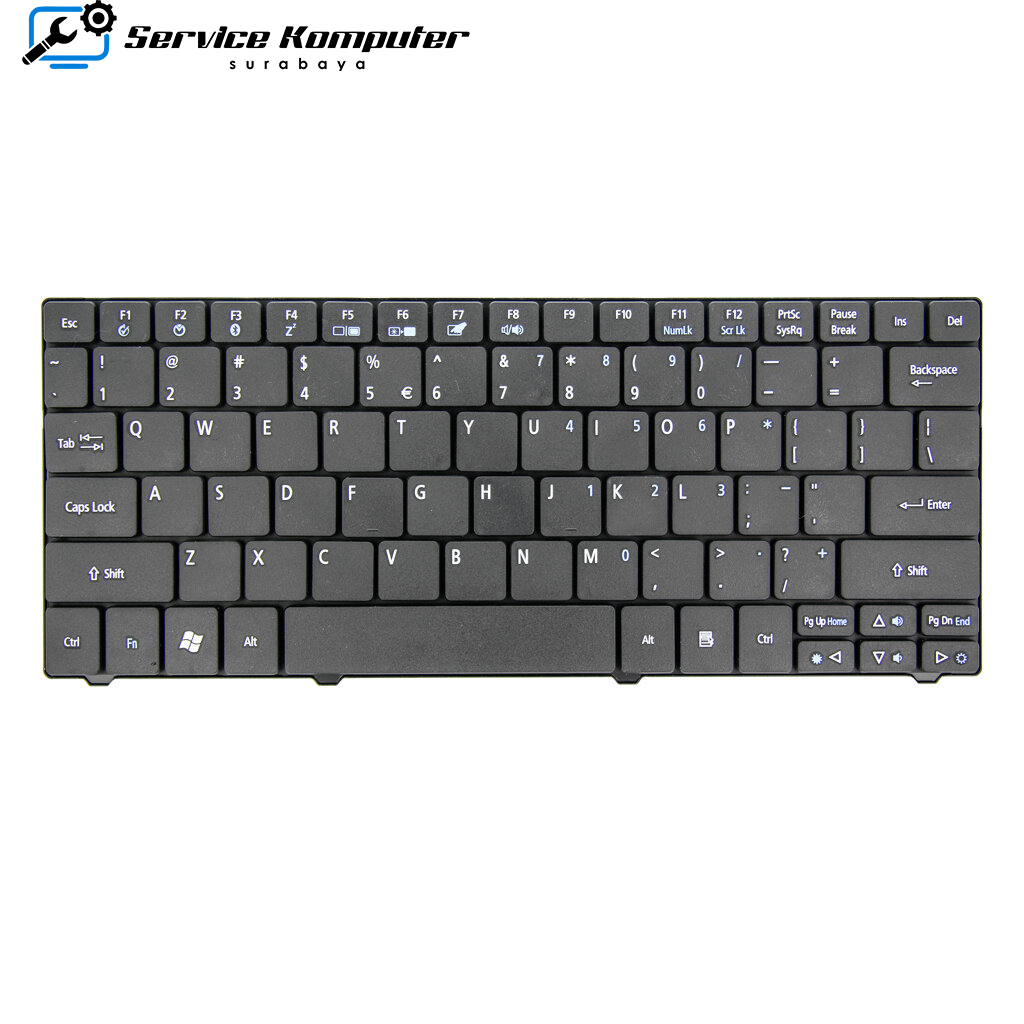 Service Komputer
surabaya
Esc F1 F2 F3 F4 F5 F6 F7 F8 F9 F10 F11 F12 PrtSc Pause Ins Del
Zz NumLk Scr Lk SysRq Break
~ ! @ # $ % ^ & 7 * 8 ( 9 ) / — + Backspace
` 1 2 3 4 5 € 6 7 8 9 0 – =
Tab Q W E R T Y U 4 I 5 O 6 P * { } ¦
[ ] \
Caps Lock A S D F G H J 1 K 2 L 3 : – " Enter
; '
Shift Z X C V B N M 0 < > . ? + Shift
, . /
Ctrl Fn Alt Alt Ctrl Pg Up Home Pg Dn End